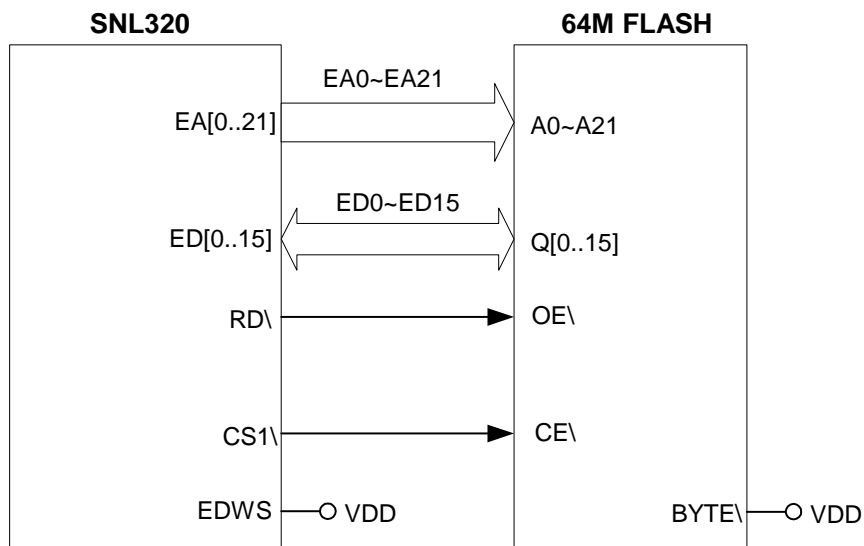 SNL320 64M FLASH
EA0~EA21
EA[0..21] A0~A21
ED0~ED15
ED[0..15] Q[0..15]
RD\ OE\
CS1\ CE\
EDWS VDD BYTE\ VDD